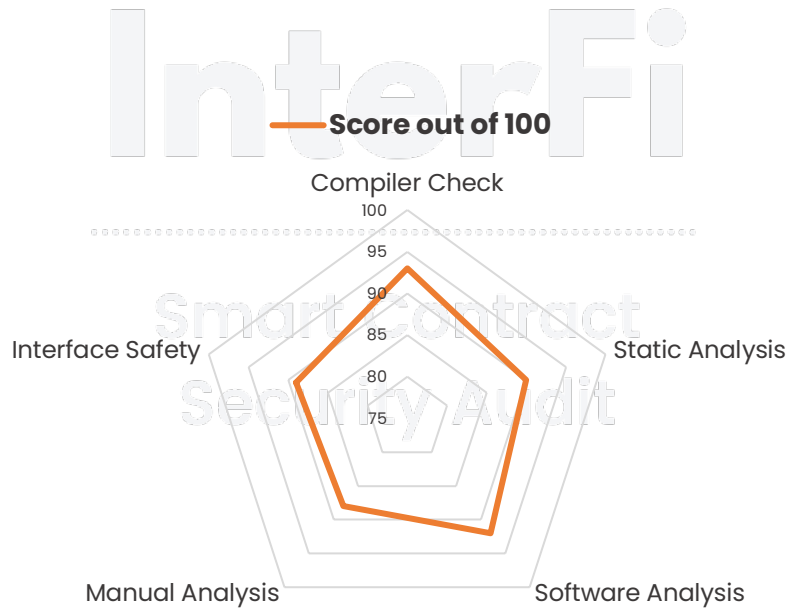 InterFi
Score out of 100
Compiler Check
100
95
90
Smart Contract
85
Interface Safety
Static Analysis
80
Security Audit
75
Manual Analysis
Software Analysis